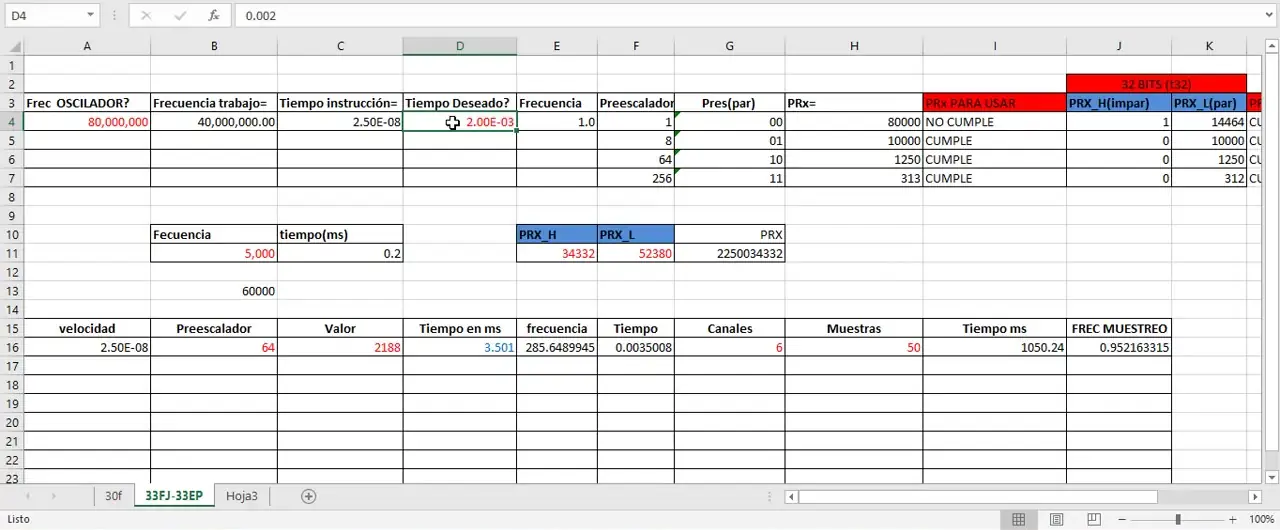 D4 fx 0.002
A B C D E F G H I J K
1
2 32 BITS (t32)
3 Frec OSCILADOR? Frecuencia trabajo= Tiempo instrucción= Tiempo Deseado? Frecuencia Preescalador Pres(par) PRx= PRx PARA USAR PRX_H(impar) PRX_L(par) PR
4 80,000,000 40,000,000.00 2.50E-08 2.00E-03 1.0 1 00 80000 NO CUMPLE 1 14464 CU
5 8 01 10000 CUMPLE 0 10000 CU
6 64 10 1250 CUMPLE 0 1250 CU
7 256 11 313 CUMPLE 0 312 CU
8
9
10 Fecuencia tiempo(ms) PRX_H PRX_L PRX
11 5,000 0.2 34332 52380 2250034332
12
13 60000
14
15 velocidad Preescalador Valor Tiempo en ms frecuencia Tiempo Canales Muestras Tiempo ms FREC MUESTREO
16 2.50E-08 64 2188 3.501 285.6489945 0.0035008 6 50 1050.24 0.952163315
17
18
19
20
21
22
23
30f 33FJ-33EP Hoja3
Listo 100%